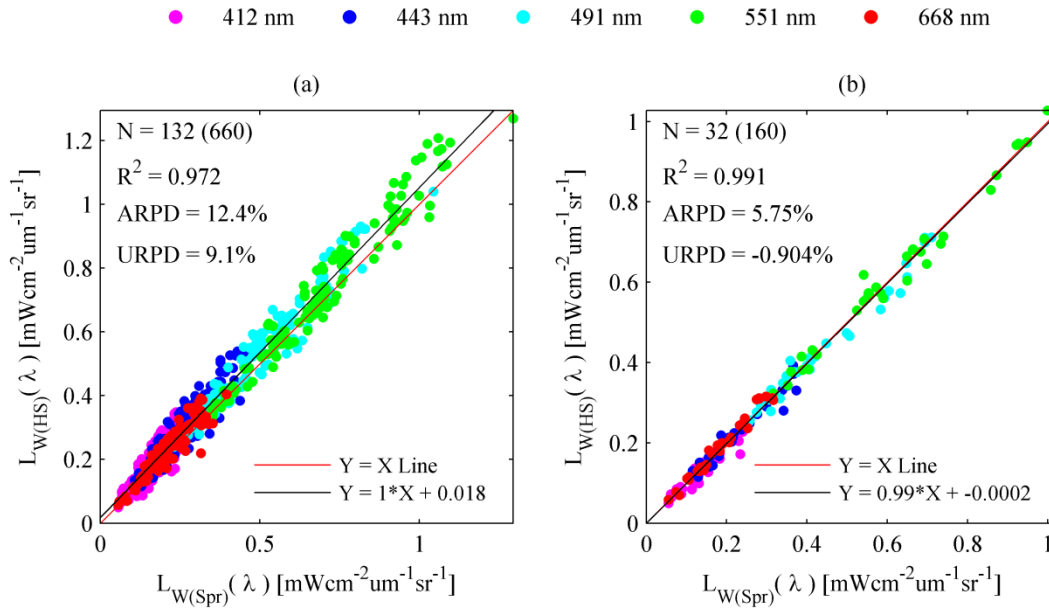 412 nm 443 nm 491 nm 551 nm 668 nm
(a)
N = 132 (660)
R² = 0.972
ARPD = 12.4%
URPD = 9.1%
Y = X Line
Y = 1*X + 0.018
0 0.2 0.4 0.6 0.8 1 1.2
0 0.5 1
L_W(HS)(λ) [mWcm⁻²um⁻¹sr⁻¹]
L_W(Spr)(λ) [mWcm⁻²um⁻¹sr⁻¹]
(b)
N = 32 (160)
R² = 0.991
ARPD = 5.75%
URPD = -0.904%
Y = X Line
Y = 0.99*X + -0.0002
0 0.2 0.4 0.6 0.8 1
0 0.2 0.4 0.6 0.8 1
L_W(HS)(λ) [mWcm⁻²um⁻¹sr⁻¹]
L_W(Spr)(λ) [mWcm⁻²um⁻¹sr⁻¹]